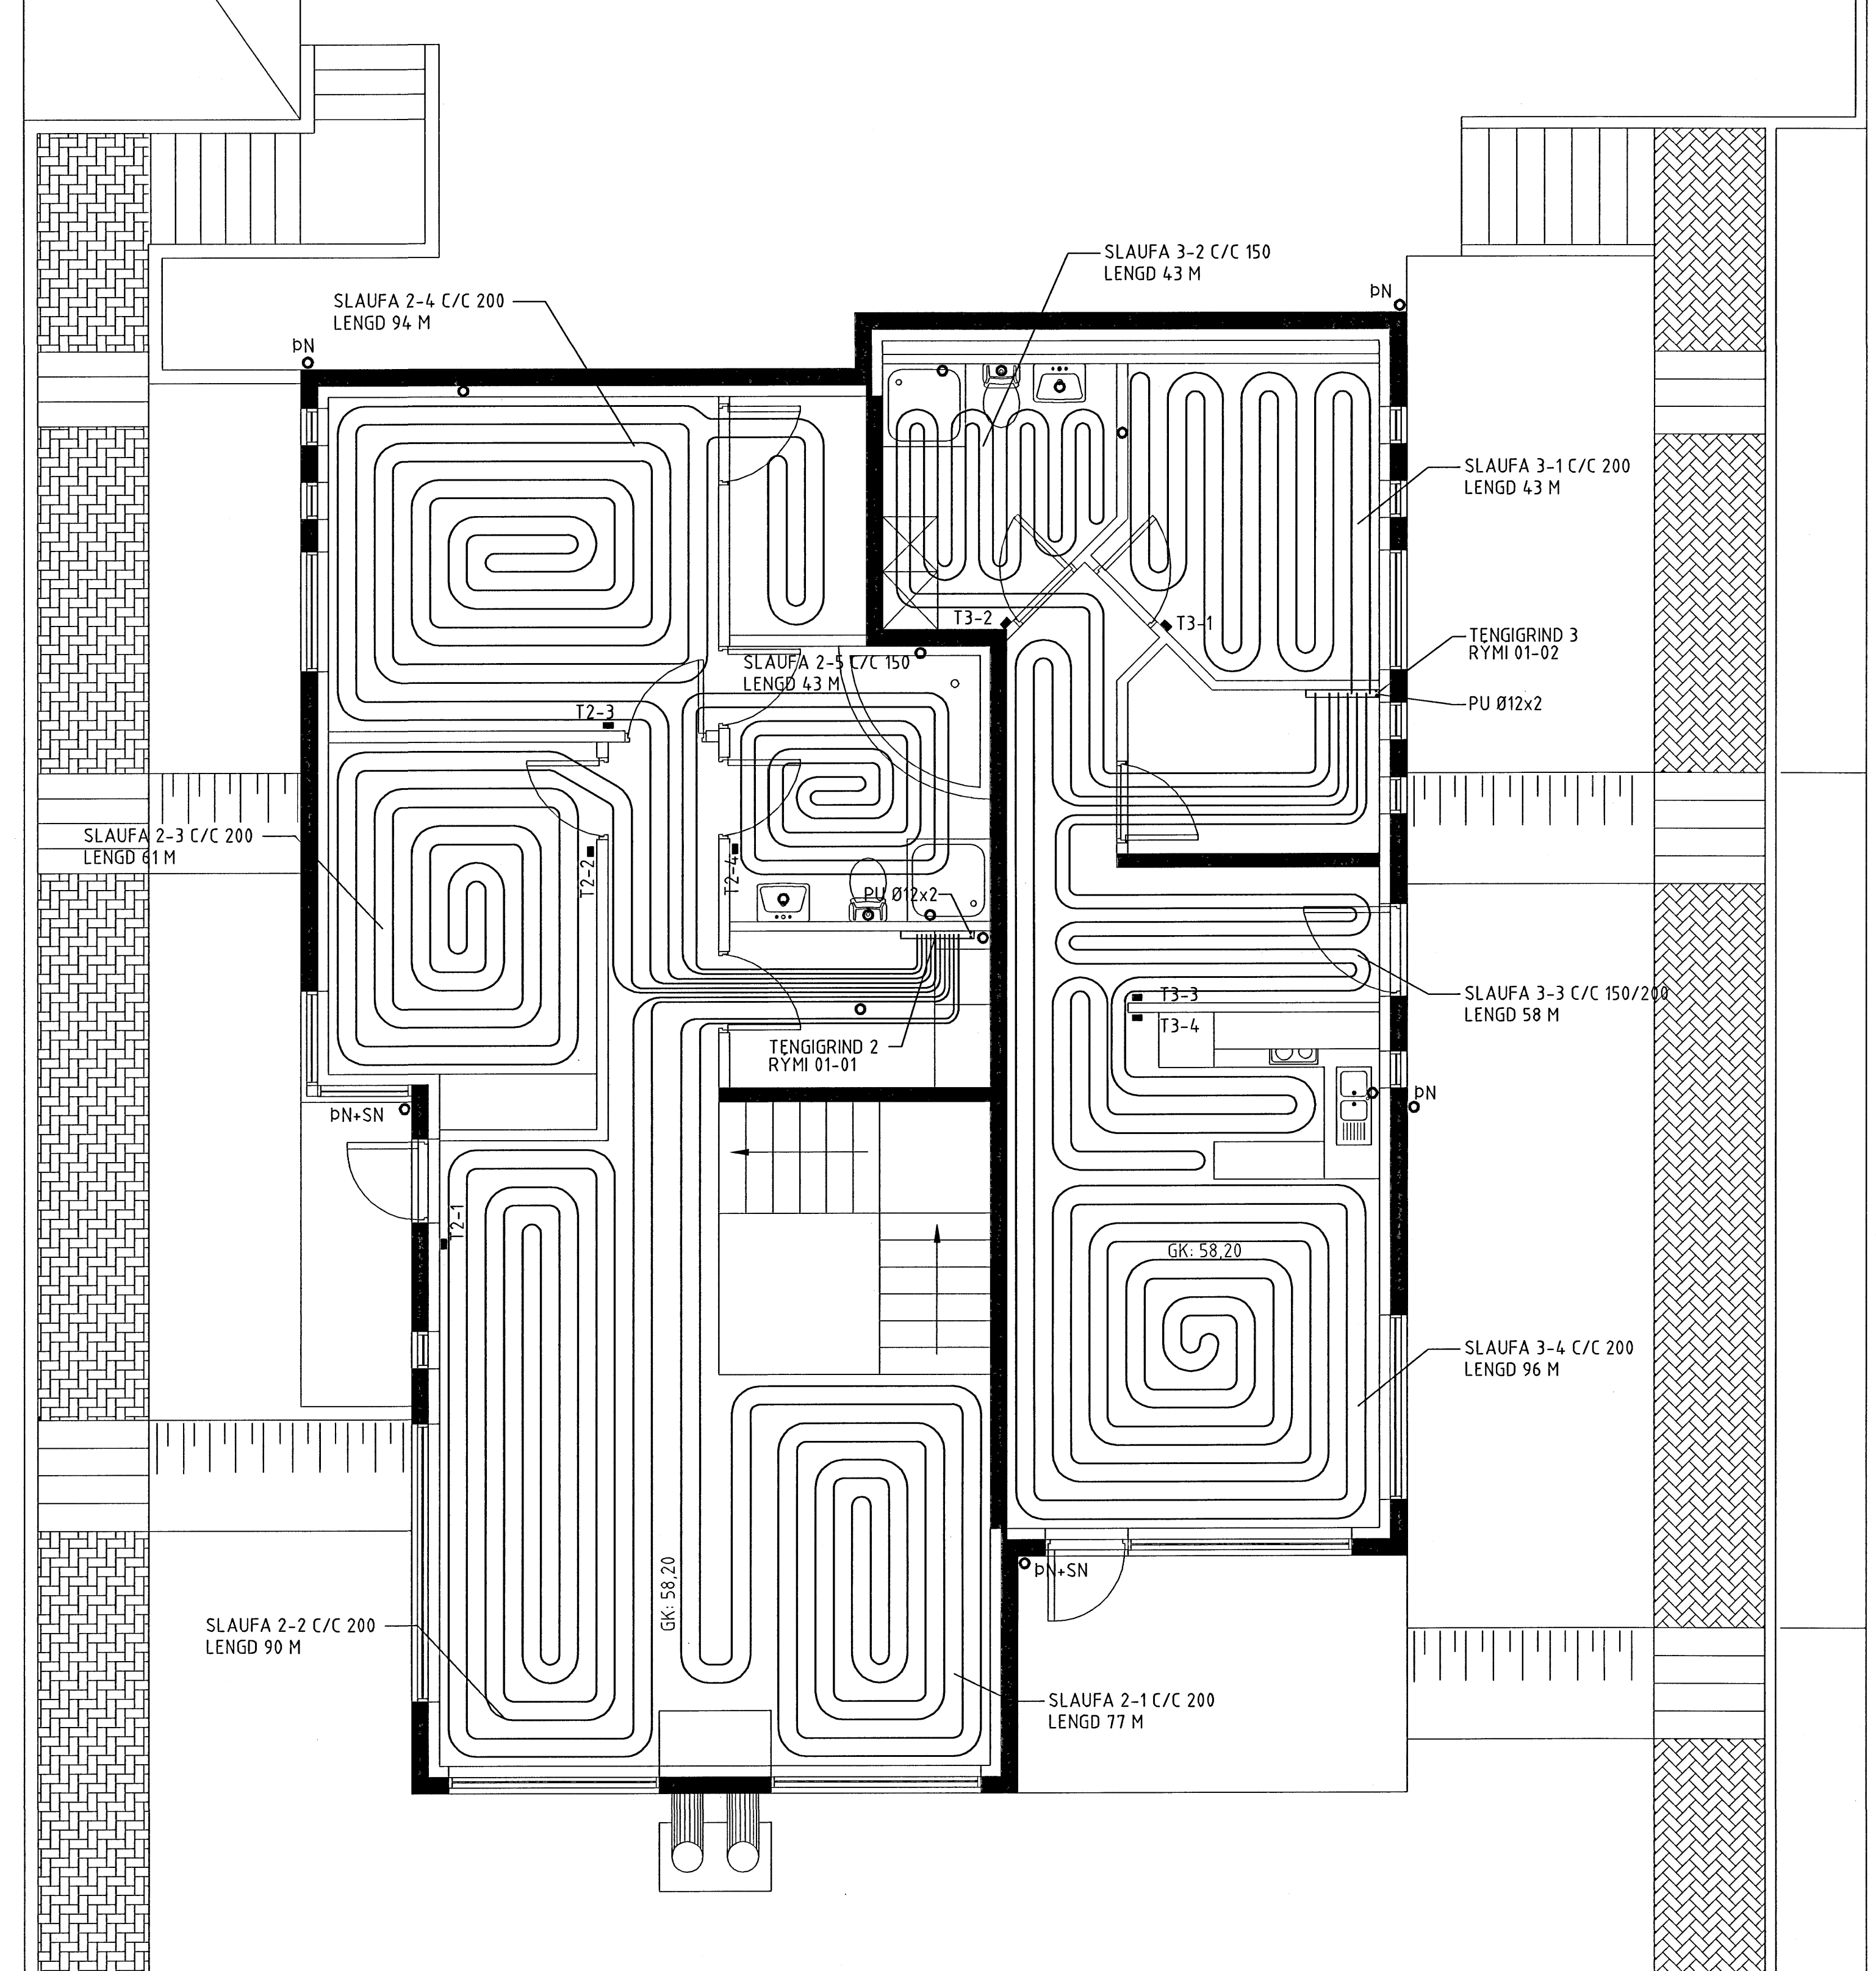 SLAUFA 3-2 C/C 150
LENGD 43 M
ÞN
SLAUFA 2-4 C/C 200
LENGD 94 M
ÞN
SLAUFA 3-1 C/C 200
LENGD 43 M
T3-2
T3-1
TENGIGRIND 3
RÝMI 01-02
SLAUFA 2-5 C/C 150
LENGD 43 M
PU Ø12x2
T2-3
SLAUFA 2-3 C/C 200
LENGD 61 M
T2-2
T2-4
PU Ø12x2
T3-3
SLAUFA 3-3 C/C 150/200
LENGD 58 M
T3-4
TENGIGRIND 2
RÝMI 01-01
ÞN
ÞN+SN
T2-1
GK: 58,20
SLAUFA 3-4 C/C 200
LENGD 96 M
ÞN+SN
GK: 58,20
SLAUFA 2-2 C/C 200
LENGD 90 M
SLAUFA 2-1 C/C 200
LENGD 77 M